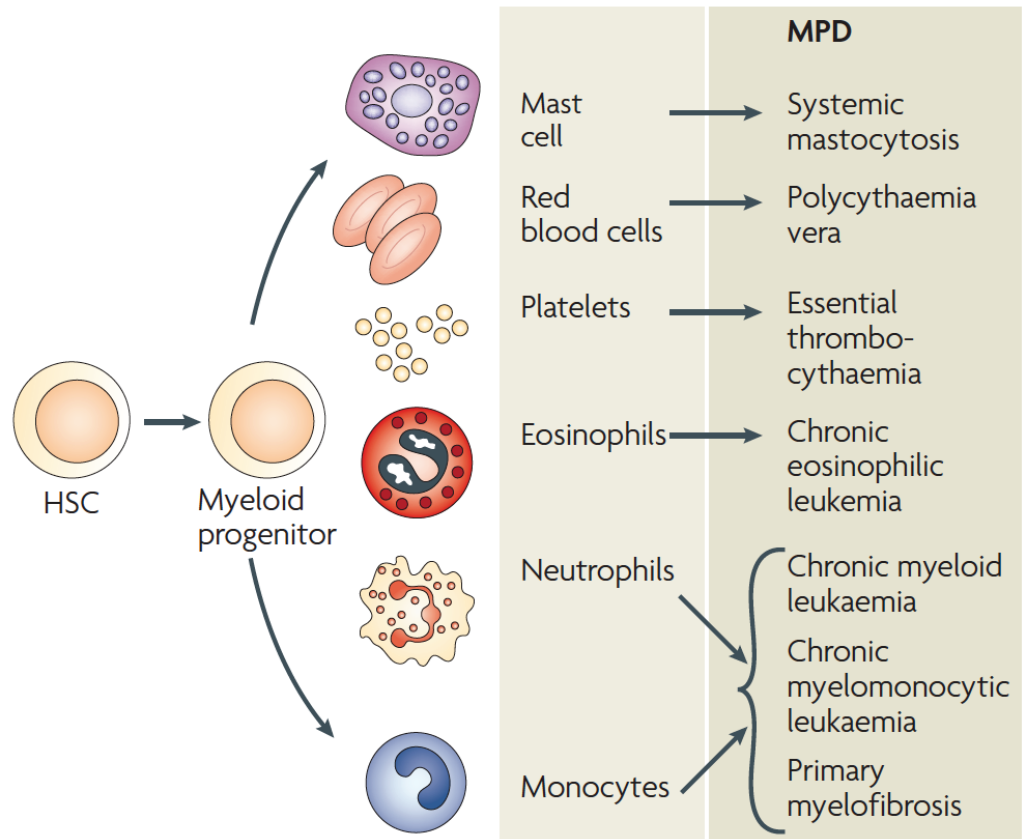 MPD
Mast
cell
Systemic
mastocytosis
Red
blood cells
Polycythaemia
vera
Platelets
Essential
thrombo-
cythaemia
HSC
Myeloid
progenitor
Eosinophils
Chronic
eosinophilic
leukemia
Neutrophils
Chronic myeloid
leukaemia
Chronic
myelomonocytic
leukaemia
Monocytes
Primary
myelofibrosis